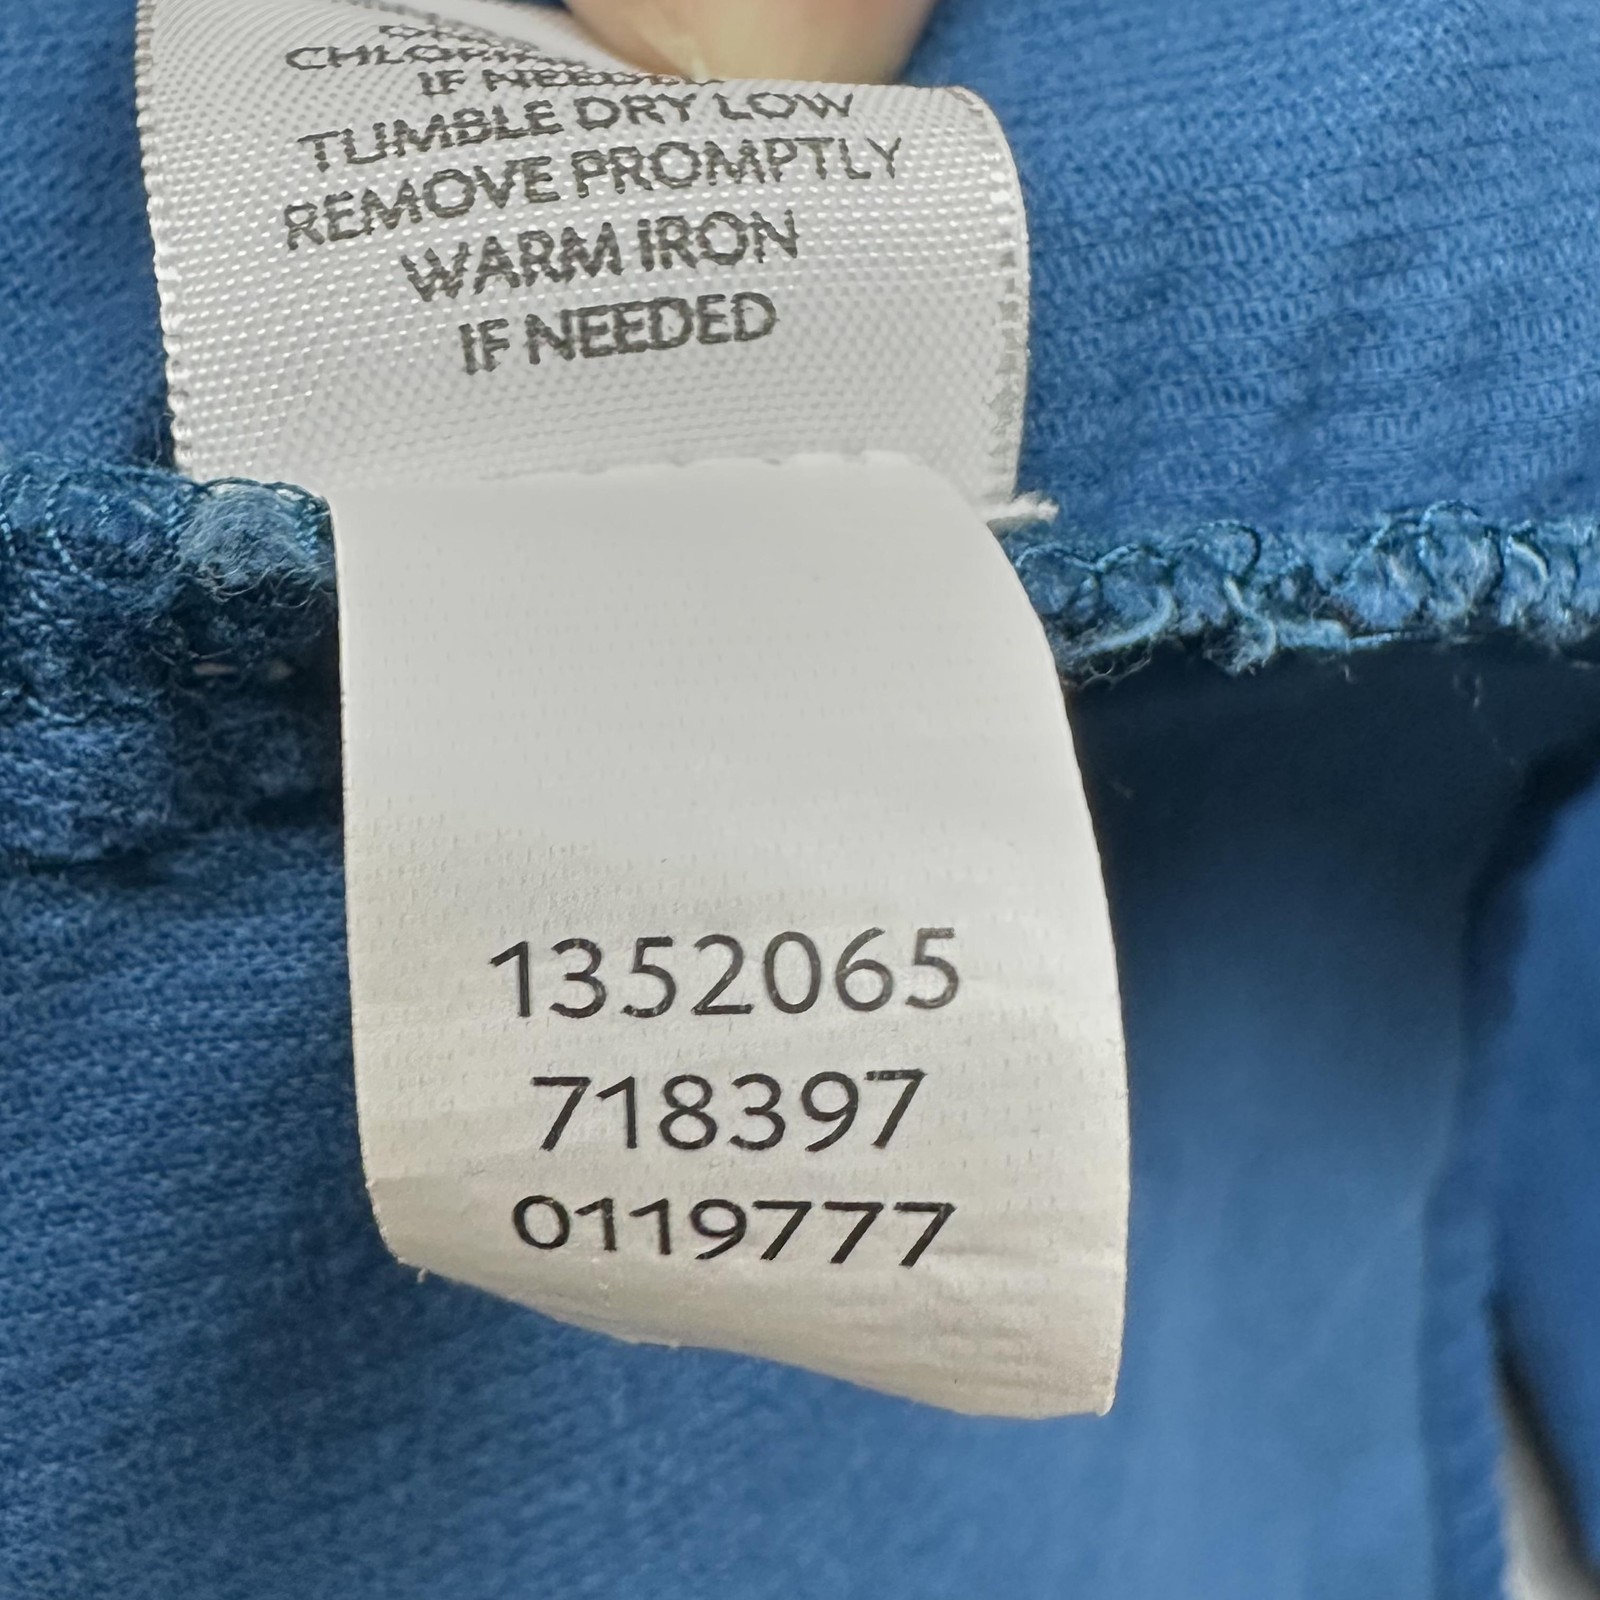 IF NEEDED
TUMBLE DRY LOW
REMOVE PROMPTLY
WARM IRON
IF NEEDED
1352065
718397
0119777